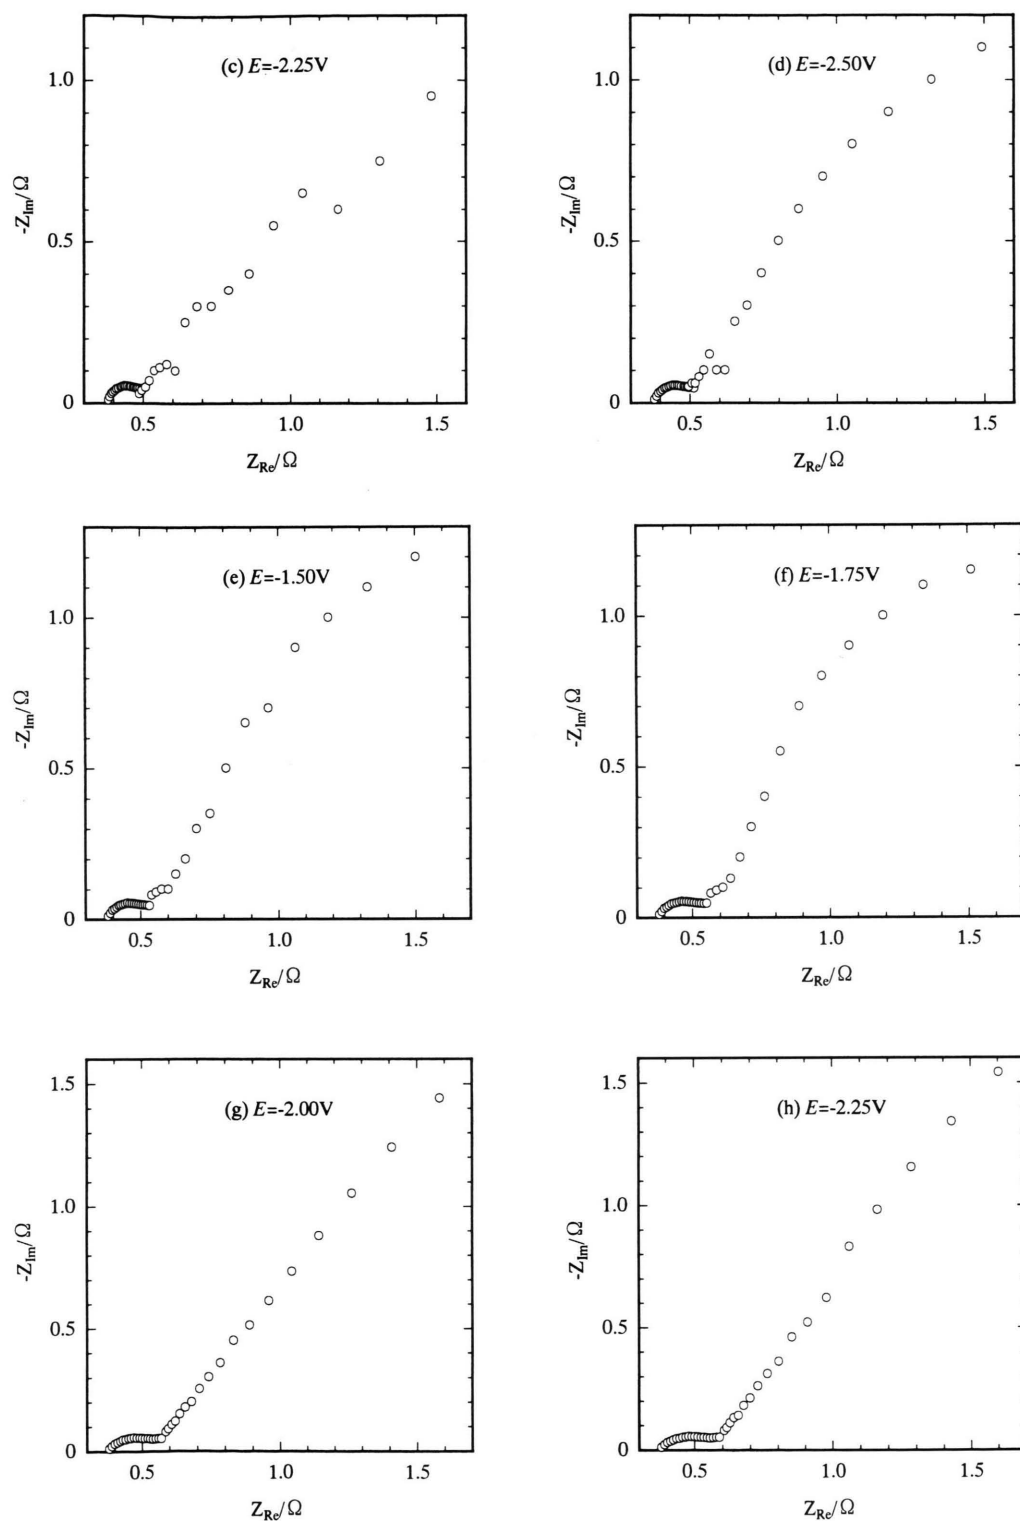 (c) E=-2.25V
1.0
0.5
0
-Z_Im/Ω
0.5 1.0 1.5
Z_Re/Ω
(d) E=-2.50V
1.0
0.5
0
-Z_Im/Ω
0.5 1.0 1.5
Z_Re/Ω
(e) E=-1.50V
1.0
0.5
0
-Z_Im/Ω
0.5 1.0 1.5
Z_Re/Ω
(f) E=-1.75V
1.0
0.5
0
-Z_Im/Ω
0.5 1.0 1.5
Z_Re/Ω
(g) E=-2.00V
1.5
1.0
0.5
0
-Z_Im/Ω
0.5 1.0 1.5
Z_Re/Ω
(h) E=-2.25V
1.5
1.0
0.5
0
-Z_Im/Ω
0.5 1.0 1.5
Z_Re/Ω